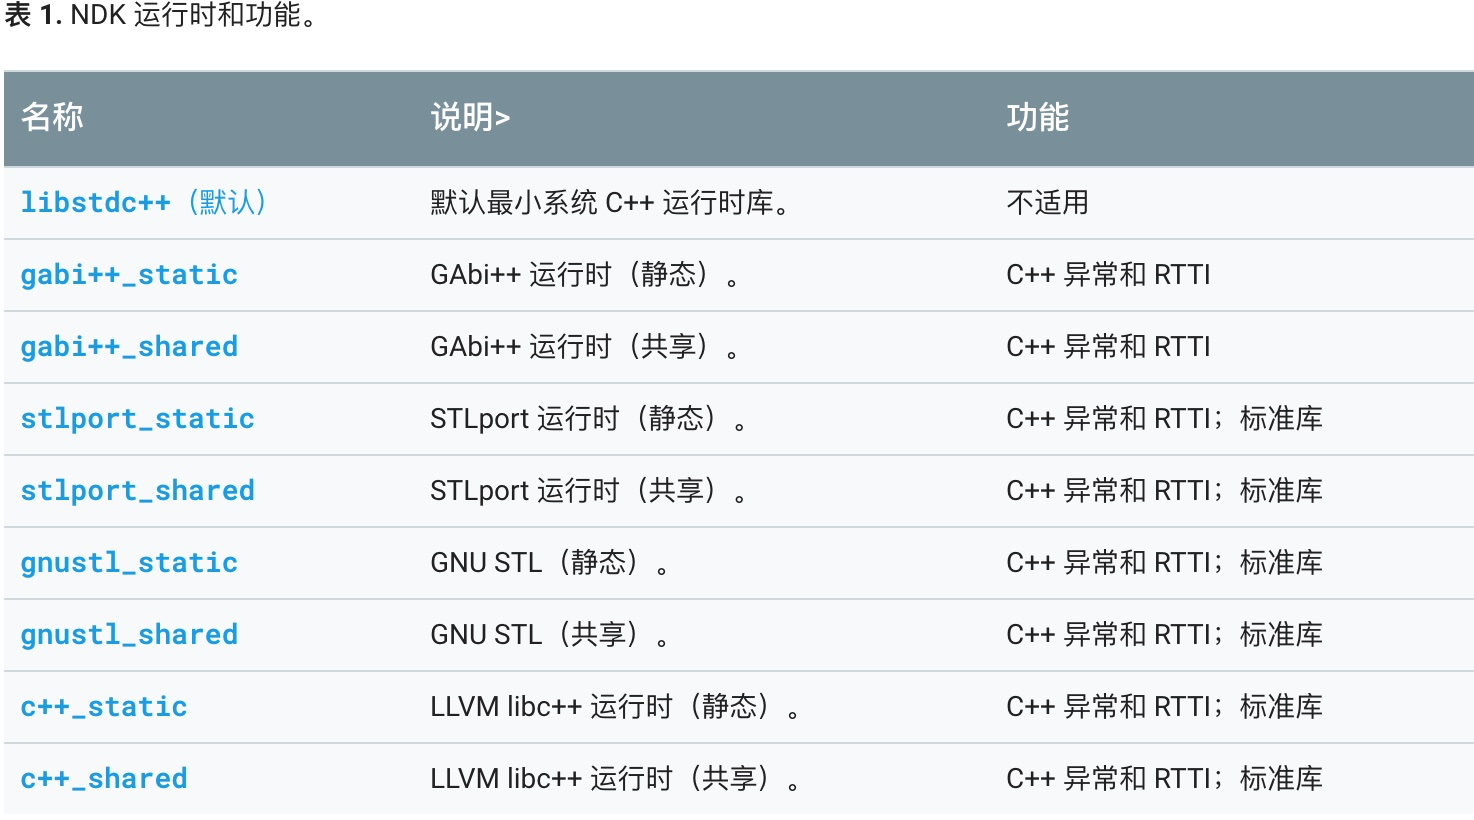 表 1. NDK 运行时和功能。
名称 说明> 功能
libstdc++（默认） 默认最小系统 C++ 运行时库。 不适用
gabi++_static GAbi++ 运行时（静态）。 C++ 异常和 RTTI
gabi++_shared GAbi++ 运行时（共享）。 C++ 异常和 RTTI
stlport_static STLport 运行时（静态）。 C++ 异常和 RTTI；标准库
stlport_shared STLport 运行时（共享）。 C++ 异常和 RTTI；标准库
gnustl_static GNU STL（静态）。 C++ 异常和 RTTI；标准库
gnustl_shared GNU STL（共享）。 C++ 异常和 RTTI；标准库
c++_static LLVM libc++ 运行时（静态）。 C++ 异常和 RTTI；标准库
c++_shared LLVM libc++ 运行时（共享）。 C++ 异常和 RTTI；标准库